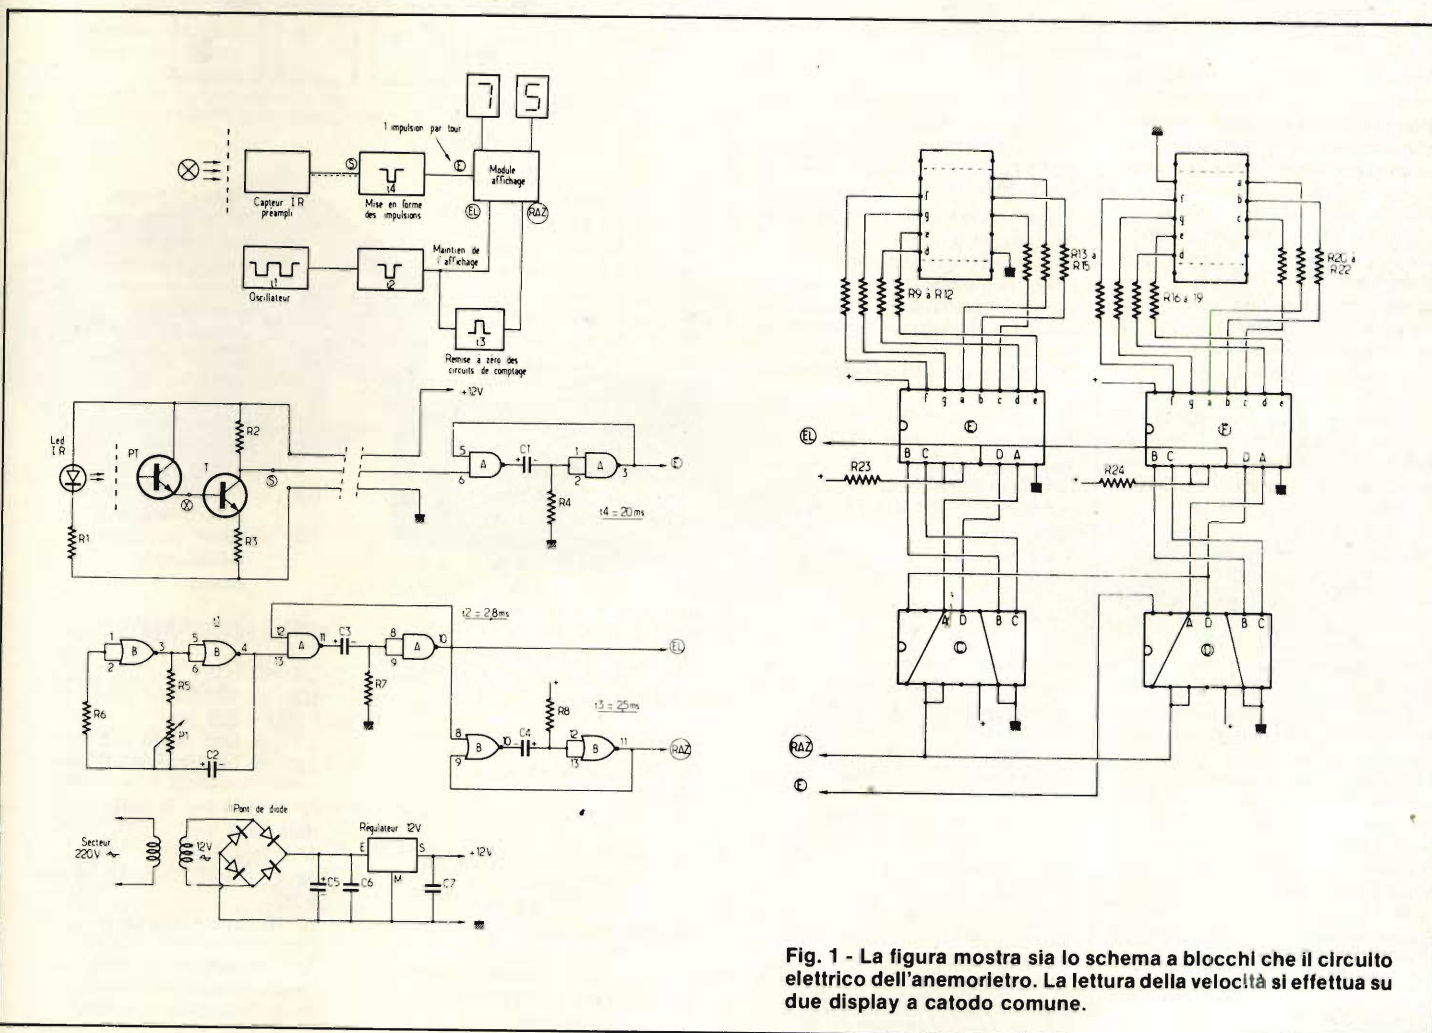 7 5
1 impulsion par tour
S
E
t4
Module
affichage
Capteur I R
preampli
Mise en forme
des impulsions
EL
RAZ
Maintien de
l' affichage
t1
t2
Oscillateur
t3
Remise à zéro des
circuits de comptage
+12V
Led
I R
PT
T
R2
X
S
R1
R3
5
6
A
C1
+ -
1
2
A
3
E
R4
t4 = 20ms
t2 = 2,8ms
1
2
B
3
5
6
B
4
12
13
A
11
C3
+ -
8
9
A
10
EL
R5
R6
P1
C2
+
R7
+
R8
t3 = 25ms
8
9
B
10
C4
- +
12
13
B
11
RAZ
Pont de diode
Secteur
220V ~
12V
~
Régulateur 12V
E
S
M
+12V
+
C5
C6
C7
f
g
e
d
R13 à
R15
R9 à R12
f
g
e
d
a
b
c
R20 à
R22
R16 à 19
+
f g a b c d e
E
B C D A
+
f g a b c d e
E
B C D A
EL
+ R23
+ R24
A D B C
C
+
A D B C
D
+
RAZ
E
Fig. 1 - La figura mostra sia lo schema a blocchi che il circuito
elettrico dell'anemorietro. La lettura della velocità si effettua su
due display a catodo comune.